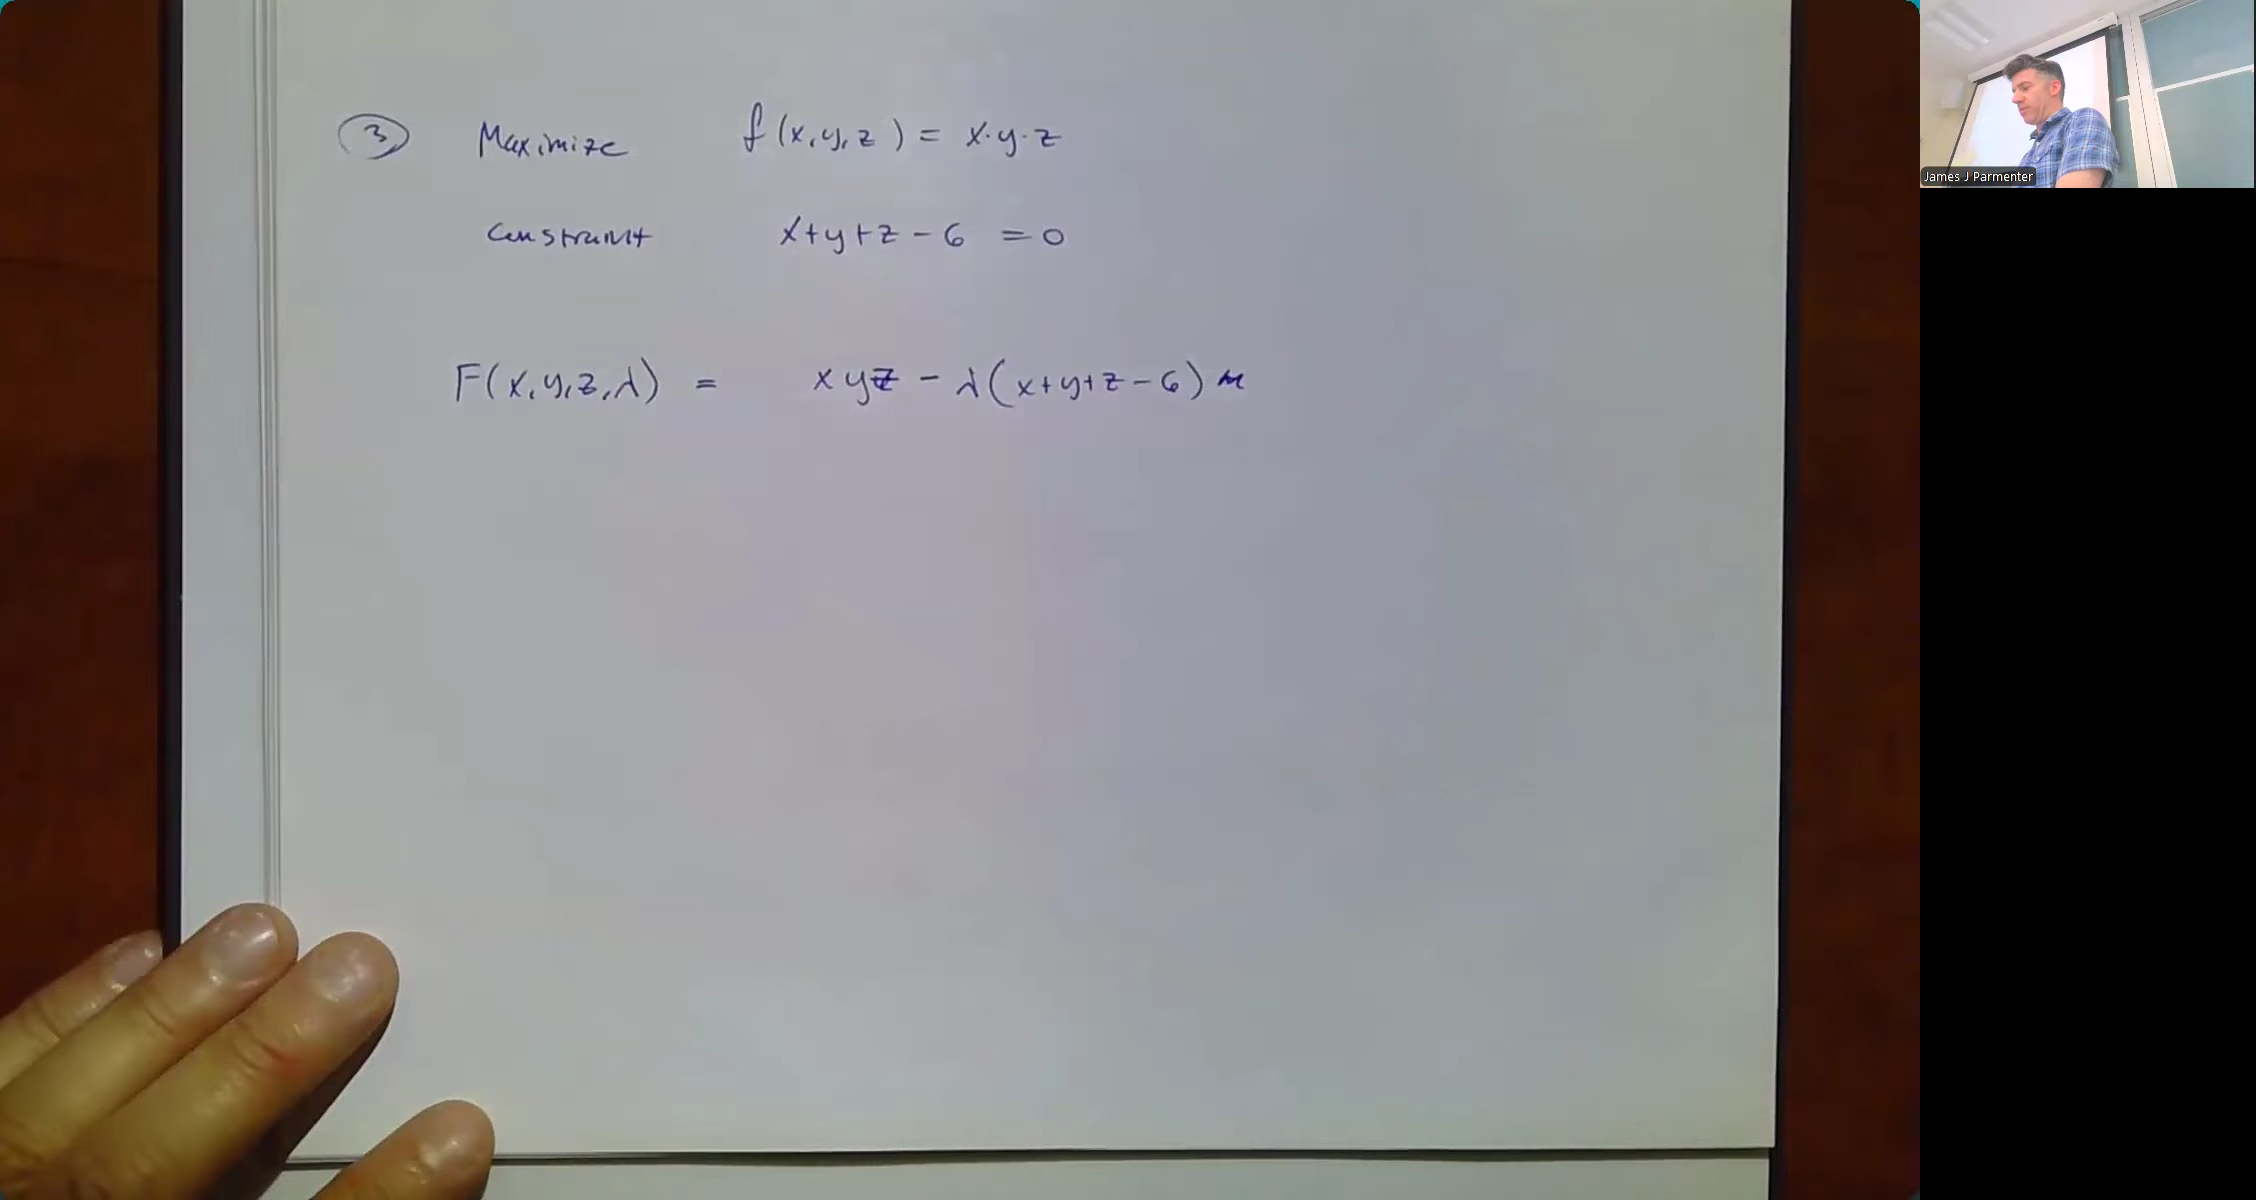 ③ Maximize f(x,y,z) = x·y·z
Constraint x+y+z-6 =0
F(x,y,z,λ) = xyz - λ(x+y+z-6)
James J Parmenter